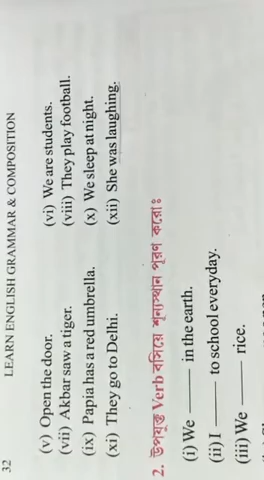 32 LEARN ENGLISH GRAMMAR & COMPOSITION
(v) Open the door. (vi) We are students.
(vii) Akbar saw a tiger. (viii) They play football.
(ix) Papia has a red umbrella. (x) We sleep at night.
(xi) They go to Delhi. (xii) She was laughing.
2. উপযুক্ত Verb বসিয়ে শূন্যস্থান পূরণ করো ঃ
(i) We ——— in the earth.
(ii) I ——— to school everyday.
(iii) We ——— rice.